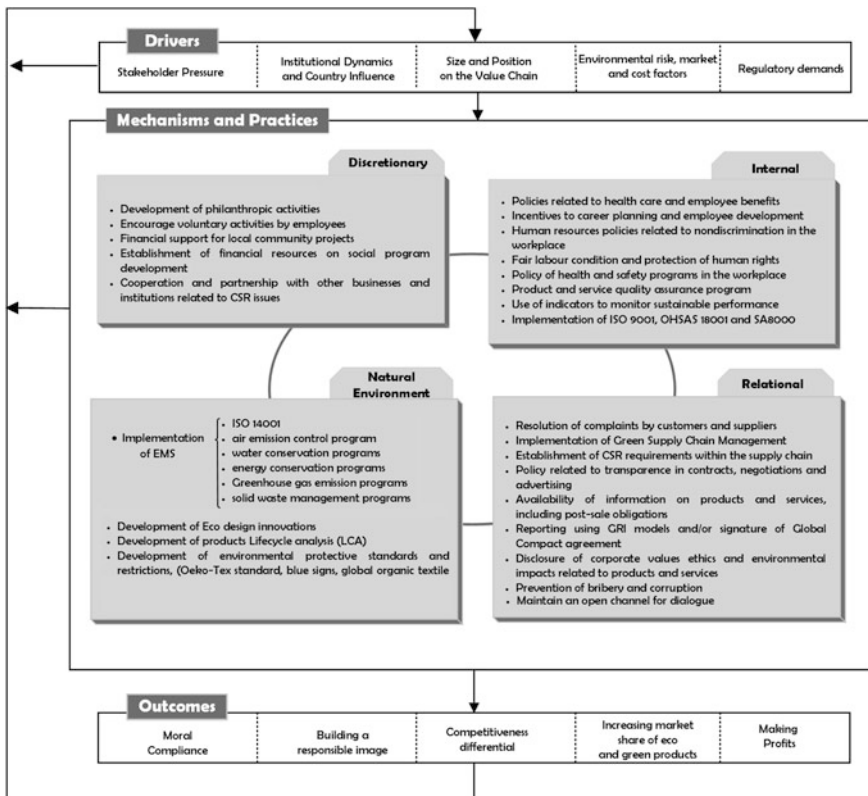 Drivers
Stakeholder Pressure
Institutional Dynamics
and Country Influence
Size and Position
on the Value Chain
Environmental risk, market
and cost factors
Regulatory demands
Mechanisms and Practices
Discretionary
• Development of philanthropic activities
• Encourage voluntary activities by employees
• Financial support for local community projects
• Establishment of financial resources on social program
development
• Cooperation and partnership with other businesses and
institutions related to CSR issues
Internal
• Policies related to health care and employee benefits
• Incentives to career planning and employee development
• Human resources policies related to nondiscrimination in the
workplace
• Fair labour condition and protection of human rights
• Policy of health and safety programs in the workplace
• Product and service quality assurance program
• Use of indicators to monitor sustainable performance
• Implementation of ISO 9001, OHSAS 18001 and SA8000
Natural
Environment
• Implementation
of EMS
• ISO 14001
• air emission control program
• water conservation programs
• energy conservation programs
• Greenhouse gas emission programs
• solid waste management programs
• Development of Eco design innovations
• Development of products Lifecycle analysis (LCA)
• Development of environmental protective standards and
restrictions, (Oeko-Tex standard, blue signs, global organic textile
Relational
• Resolution of complaints by customers and suppliers
• Implementation of Green Supply Chain Management
• Establishment of CSR requirements within the supply chain
• Policy related to transparence in contracts, negotiations and
advertising
• Availability of information on products and services,
including post-sale obligations
• Reporting using GRI models and/or signature of Global
Compact agreement
• Disclosure of corporate values ethics and environmental
impacts related to products and services
• Prevention of bribery and corruption
• Maintain an open channel for dialogue
Outcomes
Moral
Compliance
Building a
responsible image
Competitiveness
differential
Increasing market
share of eco
and green products
Making
Profits